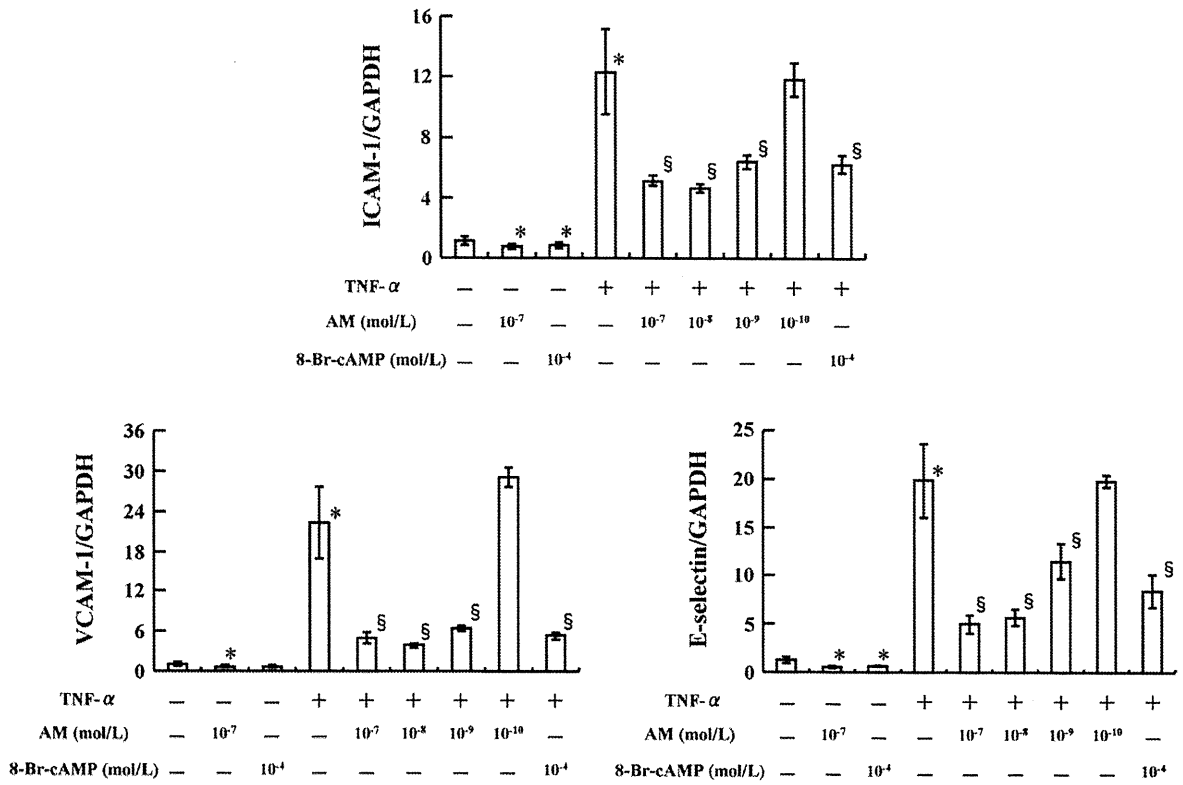 ICAM-1/GAPDH
16
12
8
4
0
* * * § § § §
TNF-α − − − + + + + + +
AM (mol/L) − 10⁻⁷ − − 10⁻⁷ 10⁻⁸ 10⁻⁹ 10⁻¹⁰ −
8-Br-cAMP (mol/L) − − 10⁻⁴ − − − − − 10⁻⁴
VCAM-1/GAPDH
36
30
24
18
12
6
0
* * § § § §
TNF-α − − − + + + + + +
AM (mol/L) − 10⁻⁷ − − 10⁻⁷ 10⁻⁸ 10⁻⁹ 10⁻¹⁰ −
8-Br-cAMP (mol/L) − − 10⁻⁴ − − − − − 10⁻⁴
E-selectin/GAPDH
25
20
15
10
5
0
* * * § § § §
TNF-α − − − + + + + + +
AM (mol/L) − 10⁻⁷ − − 10⁻⁷ 10⁻⁸ 10⁻⁹ 10⁻¹⁰ −
8-Br-cAMP (mol/L) − − 10⁻⁴ − − − − − 10⁻⁴